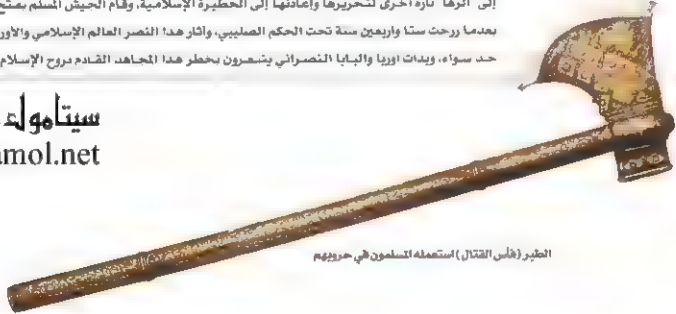 إلى "الرها" تارة أخرى لتحريرها وإعادتها إلى الحظيرة الإسلامية، وقام الجيش المسلم بفتح
بعدما رزحت ستا وأربعين سنة تحت الحكم الصليبي، وأثار هذا النصر العالم الإسلامي والأور
حد سواء، وبدأت أوربا والبابا النصراني يشعرون بخطر هذا المجاهد القادم بروح الإسلام
سيتامول
amol.net
الطبر (فأس القتال) استعمله المسلمون في حروبهم